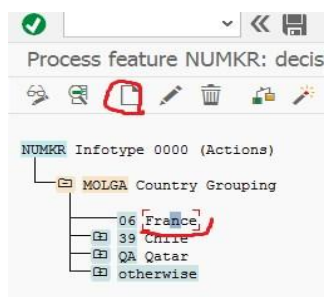 Process feature NUMKR: decis
NUMKR Infotype 0000 (Actions)
MOLGA Country Grouping
06 France
39 Chile
QA Qatar
otherwise